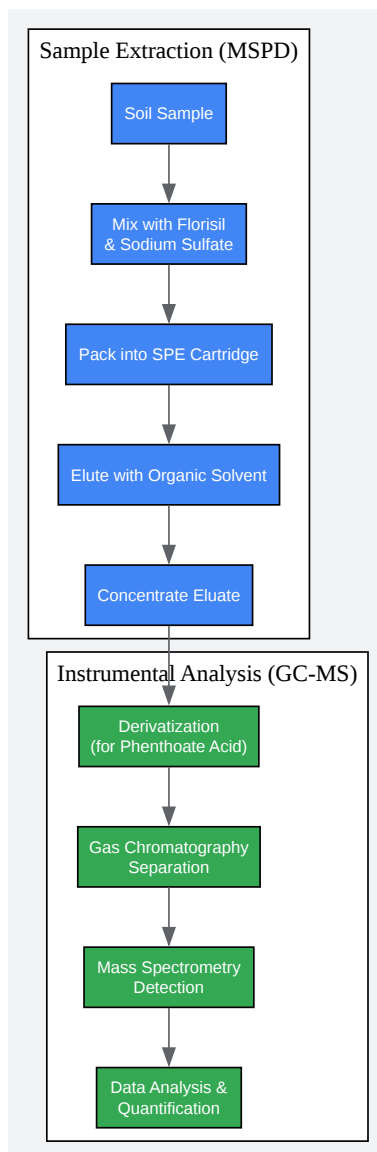 Sample Extraction (MSPD)
Soil Sample
Mix with Florisil
& Sodium Sulfate
Pack into SPE Cartridge
Elute with Organic Solvent
Concentrate Eluate
Instrumental Analysis (GC-MS)
Derivatization
(for Phenthoate Acid)
Gas Chromatography
Separation
Mass Spectrometry
Detection
Data Analysis &
Quantification